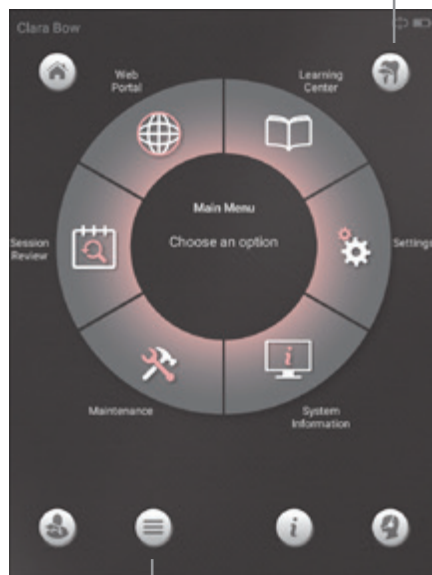 Clara Bow
Web
Portal
Learning
Center
Main Menu
Choose an option
Session
Review
Settings
Maintenance
System
Information